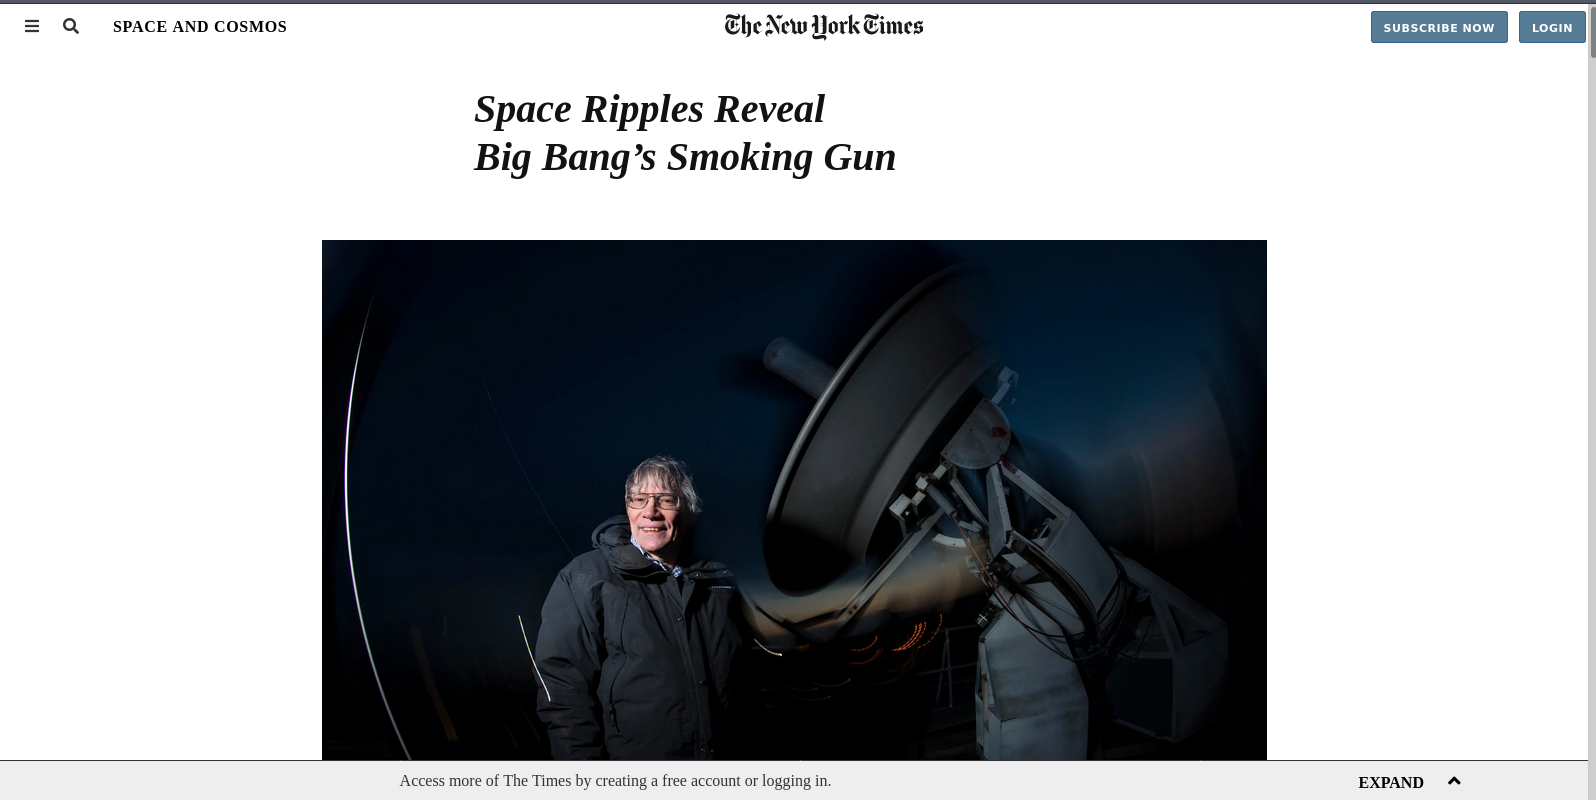 SPACE AND COSMOS
The New York Times
SUBSCRIBE NOW
LOGIN
Space Ripples Reveal
Big Bang’s Smoking Gun
Access more of The Times by creating a free account or logging in.
EXPAND